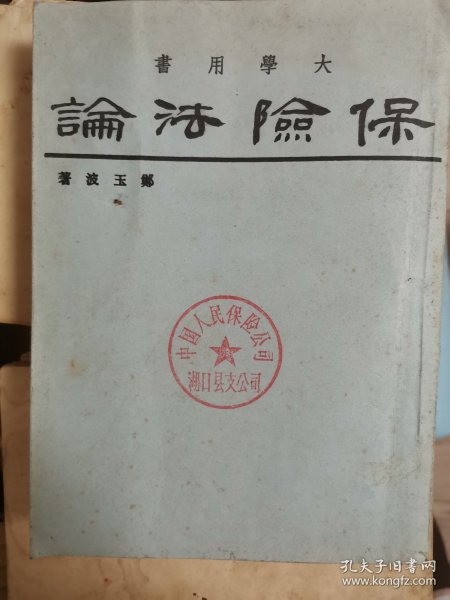 大學用書
保險法論
鄭玉波著
中国人民保險公司
湖口县支公司
孔夫子旧书网
www.kongfz.com